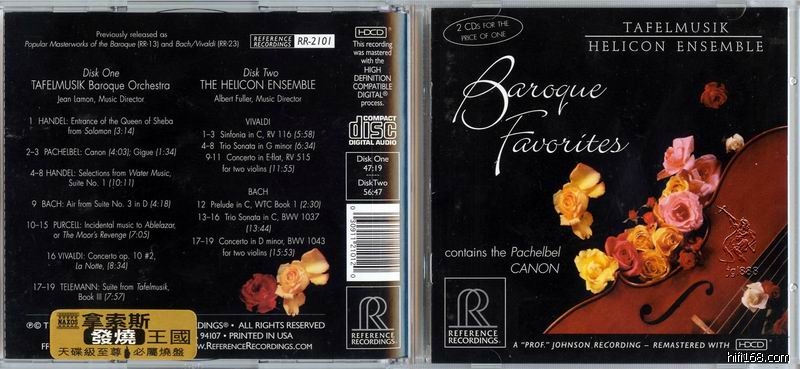 Previously released as
Popular Masterworks of the Baroque (RR-13) and Bach/Vivaldi (RR-23)
REFERENCE
RECORDINGS
RR-2101
Disk One
TAFELMUSIK Baroque Orchestra
Jean Lamon, Music Director
1 HANDEL: Entrance of the Queen of Sheba
from Solomon (3:14)
2–3 PACHELBEL: Canon (4:03); Gigue (1:34)
4–8 HANDEL: Selections from Water Music,
Suite No. 1 (10:11)
9 BACH: Air from Suite No. 3 in D (4:18)
10–15 PURCELL: Incidental music to Ablelazar,
or The Moor's Revenge (7:05)
16 VIVALDI: Concerto op. 10 #2,
La Notte, (8:34)
17–19 TELEMANN: Suite from Tafelmusik,
Book III (7:57)
Disk Two
THE HELICON ENSEMBLE
Albert Fuller, Music Director
VIVALDI
1–3 Sinfonia in C, RV 116 (5:58)
4–8 Trio Sonata in G minor (6:34)
9-11 Concerto in E-flat, RV 515
for two violins (11:55)
BACH
12 Prelude in C, WTC Book 1 (2:30)
13–16 Trio Sonata in C, BWV 1037
(13:44)
17–19 Concerto in D minor, BWV 1043
for two violins (15:53)
HDCD
This recording
was mastered
with the
HIGH
DEFINITION
COMPATIBLE
DIGITAL®
process.
COMPACT
disc
DIGITAL AUDIO
Disk One
47:19
DiskTwo
56:47
R
REFERENCE
RECORDINGS
RDINGS® • ALL RIGHTS RESERVED
94107 • PRINTED IN USA
W.REFERENCERECORDINGS.COM
NAXOS
拿索斯
發燒王國
天碟級至尊 必屬燒盤
2 CDS FOR THE
PRICE OF ONE
TAFELMUSIK
HELICON ENSEMBLE
Baroque
Favorites
contains the Pachelbel
CANON
R
REFERENCE
RECORDINGS
A "PROF." JOHNSON RECORDING – REMASTERED WITH HDCD
hifi168.com